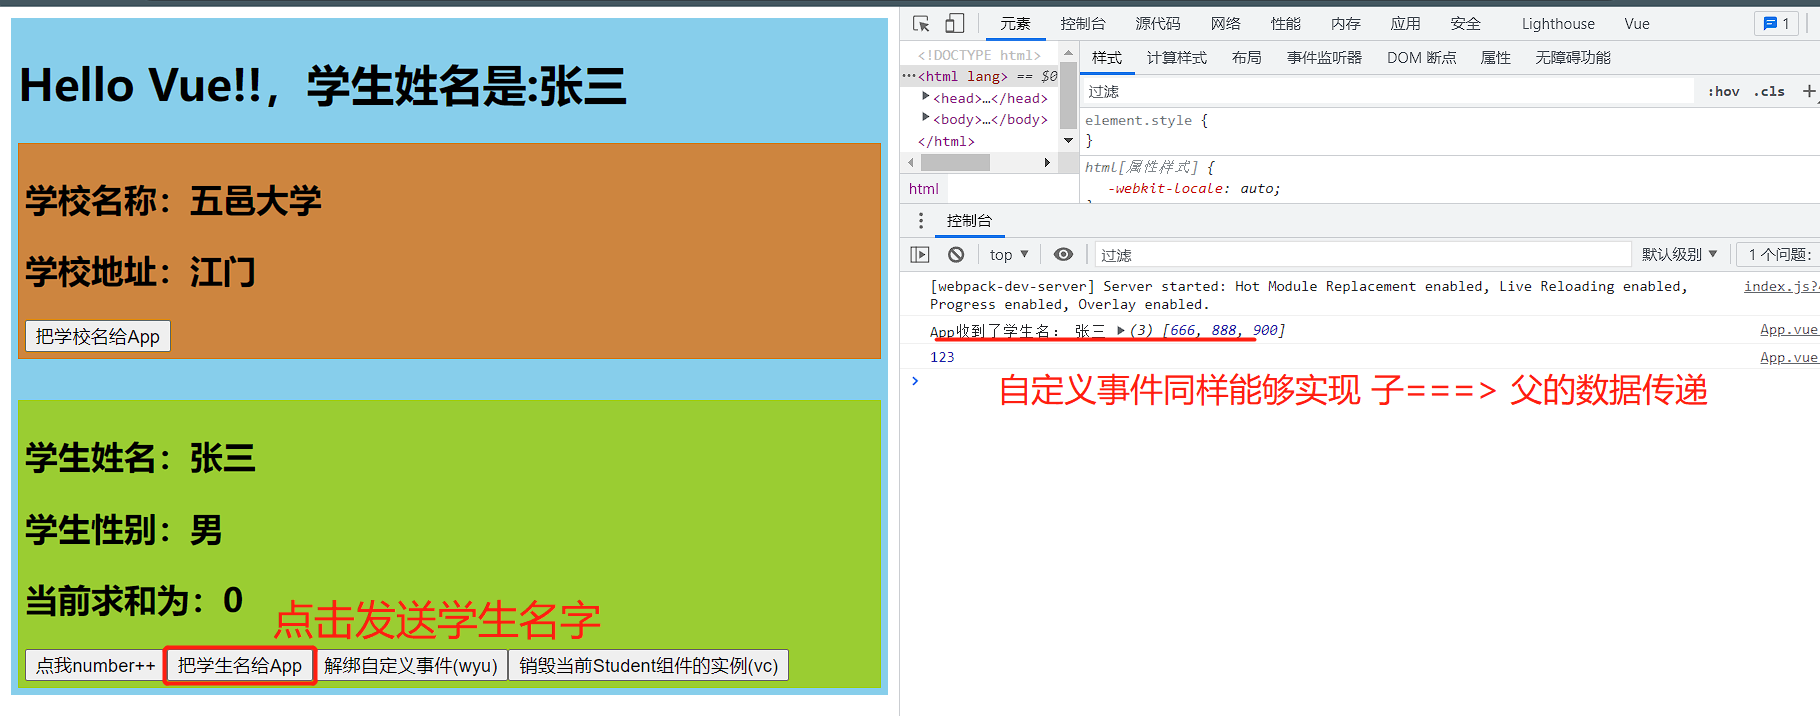 Hello Vue!!，学生姓名是:张三
学校名称：五邑大学
学校地址：江门
把学校名给App
学生姓名：张三
学生性别：男
当前求和为：0
点击发送学生名字
点我number++ 把学生名给App 解绑自定义事件(wyu) 销毁当前Student组件的实例(vc)
元素 控制台 源代码 网络 性能 内存 应用 安全 Lighthouse Vue 1
<!DOCTYPE html>
<html lang> == $0
<head>…</head>
<body>…</body>
</html>
html
样式 计算样式 布局 事件监听器 DOM 断点 属性 无障碍功能
过滤 :hov .cls +
element.style {
}
html[属性样式] {
-webkit-locale: auto;
控制台
top 过滤 默认级别 1 个问题:
[webpack-dev-server] Server started: Hot Module Replacement enabled, Live Reloading enabled, index.js?
Progress enabled, Overlay enabled.
App收到了学生名： 张三 (3) [666, 888, 900] App.vue
123 App.vue
自定义事件同样能够实现 子===> 父的数据传递